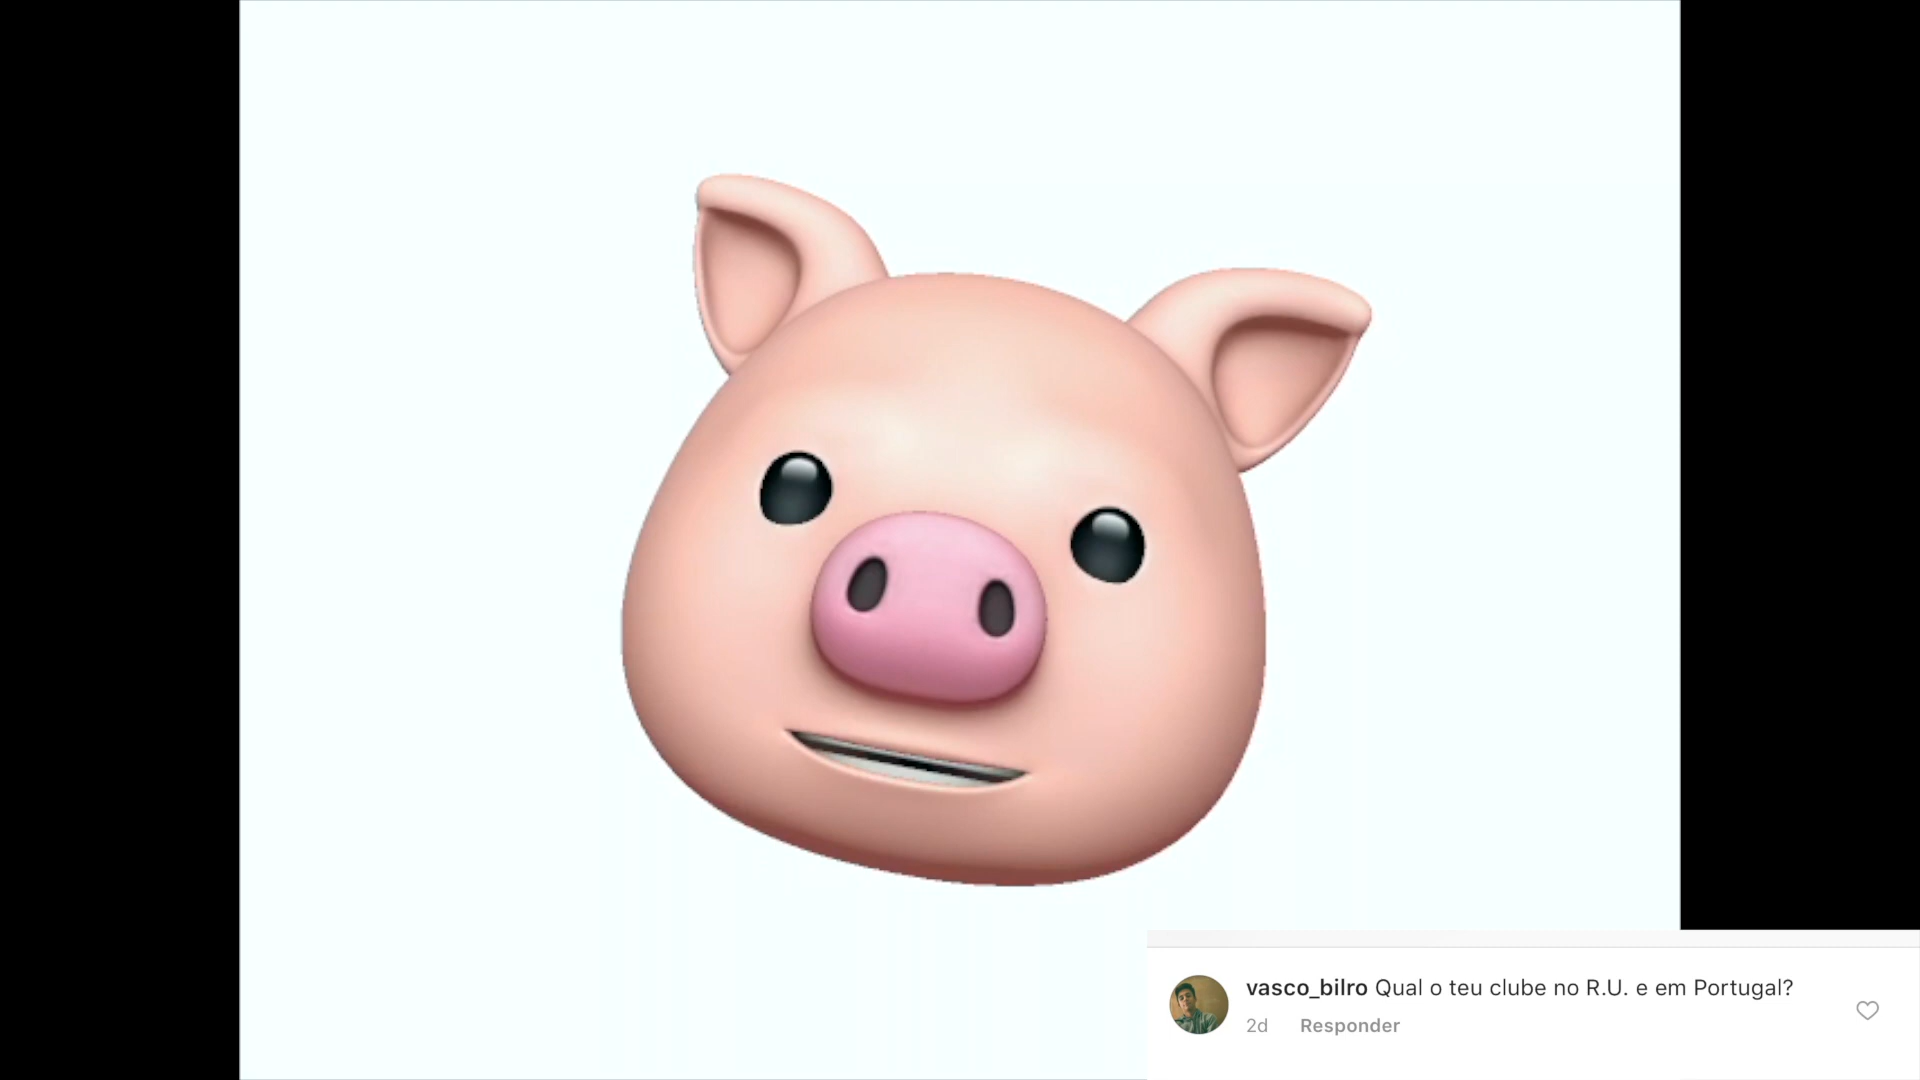 vasco_bilro Qual o teu clube no R.U. e em Portugal?
2d Responder